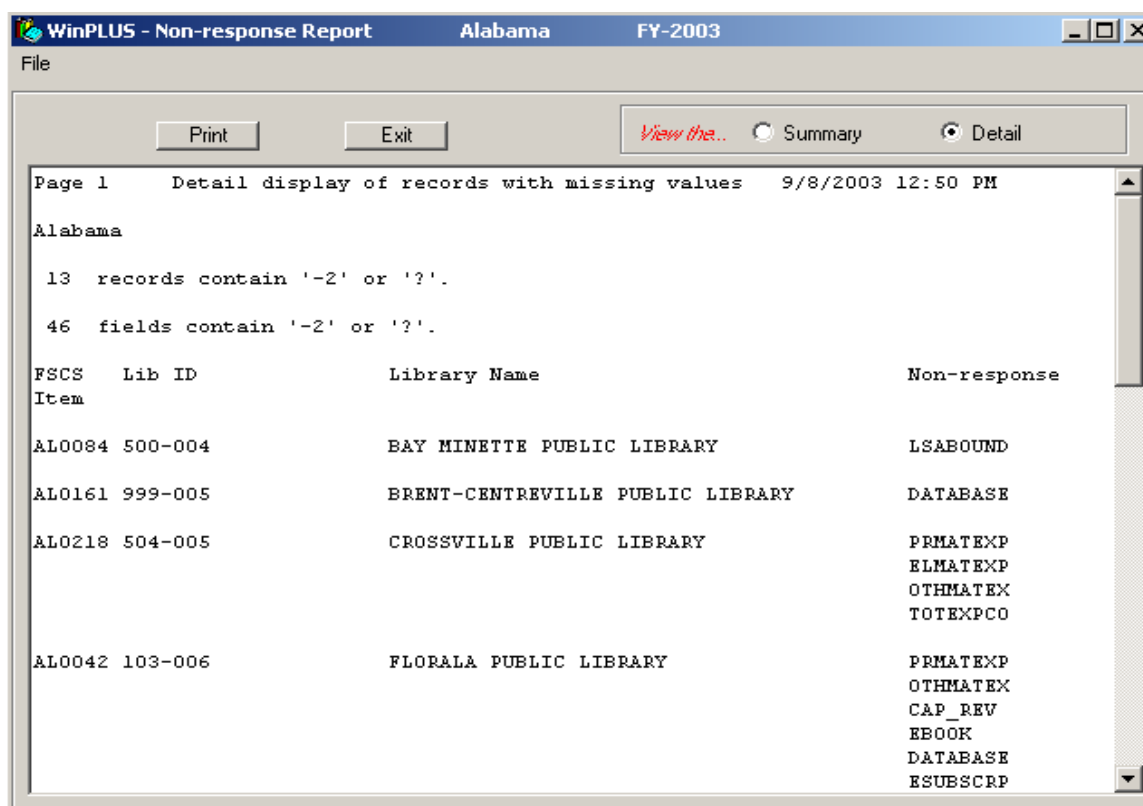 WinPLUS - Non-response Report Alabama FY-2003
File
Print Exit View the... Summary Detail
Page 1 Detail display of records with missing values 9/8/2003 12:50 PM
Alabama
13 records contain '-2' or '?'.
46 fields contain '-2' or '?'.
FSCS Lib ID Library Name Non-response
Item
AL0084 500-004 BAY MINETTE PUBLIC LIBRARY LSABOUND
AL0161 999-005 BRENT-CENTREVILLE PUBLIC LIBRARY DATABASE
AL0218 504-005 CROSSVILLE PUBLIC LIBRARY PRMATEXP
ELMATEXP
OTHMATEX
TOTEXPCO
AL0042 103-006 FLORALA PUBLIC LIBRARY PRMATEXP
OTHMATEX
CAP_REV
EBOOK
DATABASE
ESUBSCRP